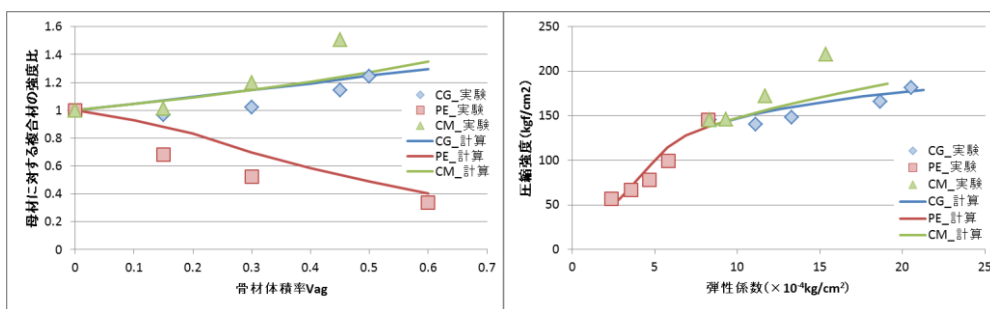 母材に対する複合材の強度比
1.6
1.4
1.2
1
0.8
0.6
0.4
0.2
0
0
0.1
0.2
0.3
0.4
0.5
0.6
0.7
骨材体積率Vag
CG_実験
PE_実験
CM_実験
CG_計算
PE_計算
CM_計算
圧縮強度(kgf/cm2)
250
200
150
100
50
0
0
5
10
15
20
25
弾性係数(×10⁻⁴kg/cm²)
CG_実験
PE_実験
CM_実験
CG_計算
PE_計算
CM_計算